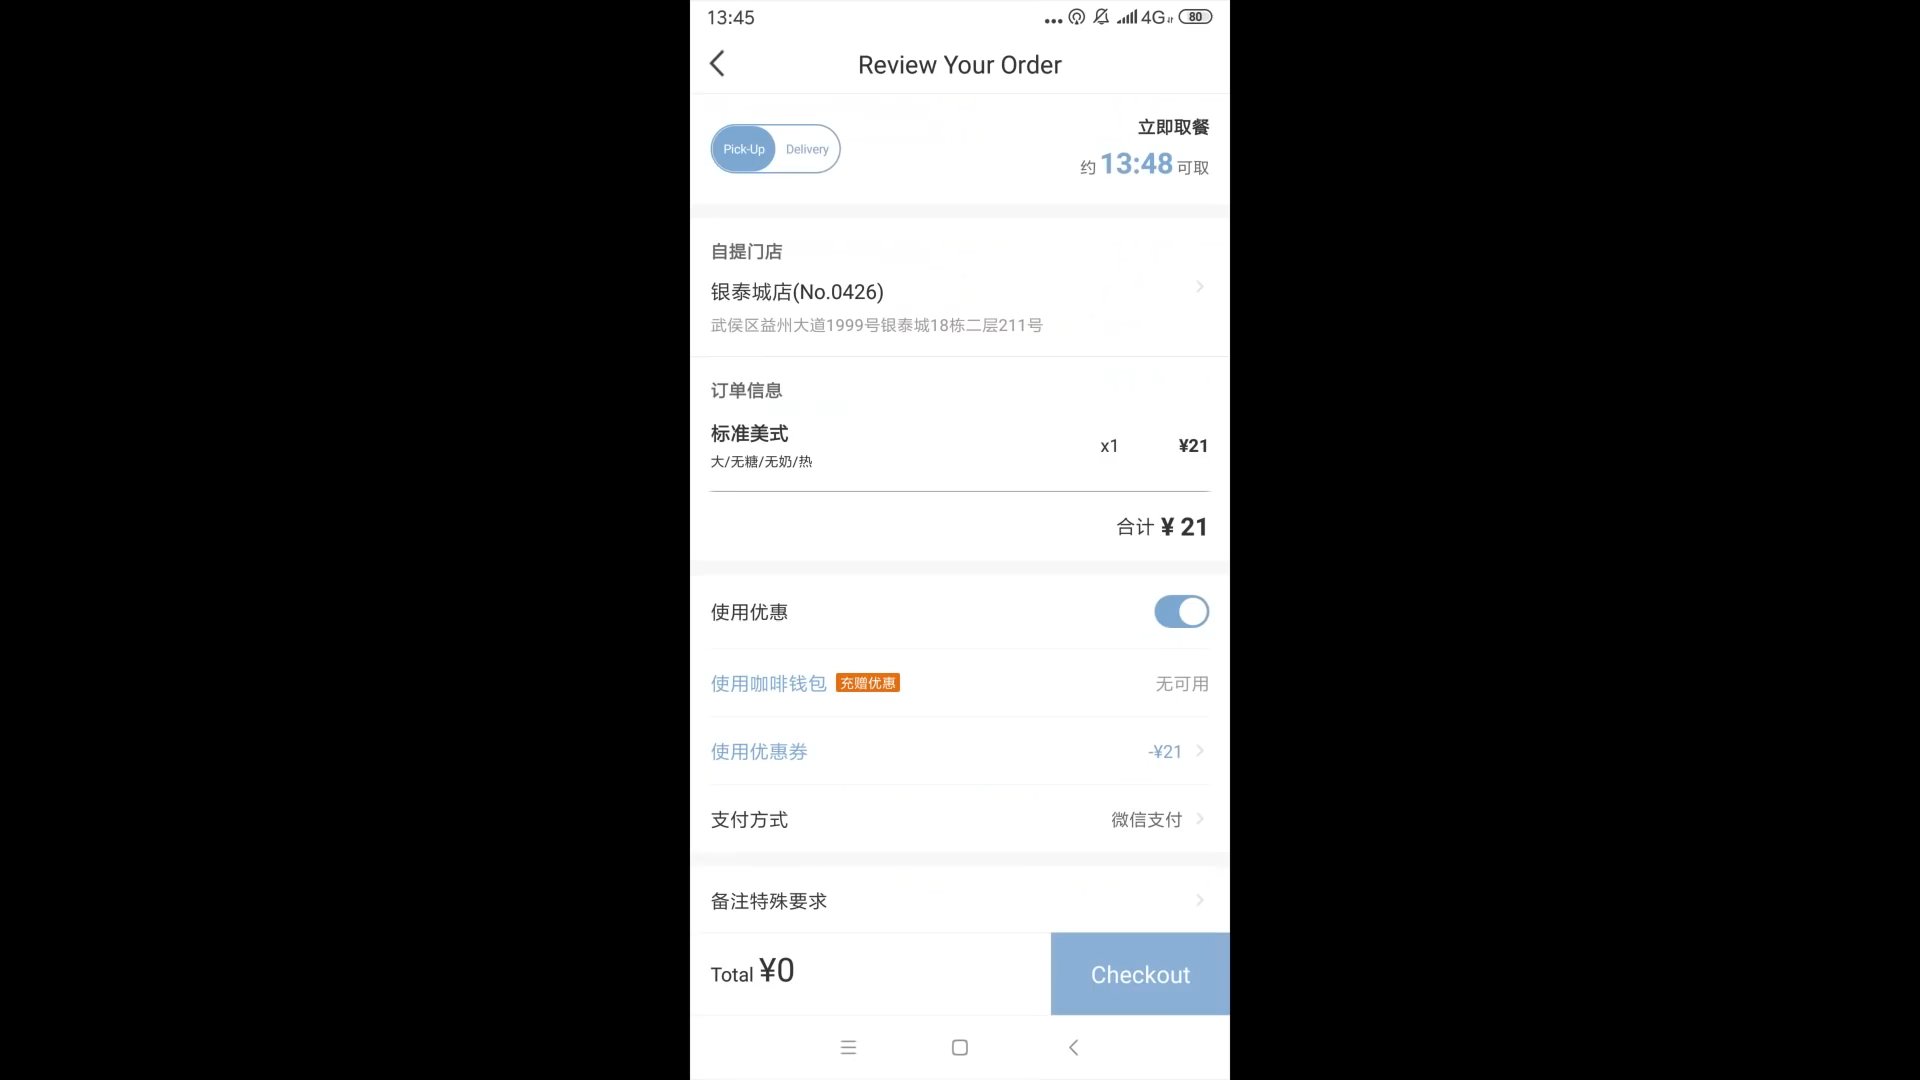 13:45
4G
80
Review Your Order
Pick-Up
Delivery
立即取餐
约 13:48 可取
自提门店
银泰城店(No.0426)
武侯区益州大道1999号银泰城18栋二层211号
订单信息
标准美式
x1
¥21
大/无糖/无奶/热
合计 ¥ 21
使用优惠
使用咖啡钱包 充赠优惠
无可用
使用优惠券
-¥21
支付方式
微信支付
备注特殊要求
Total ¥0
Checkout